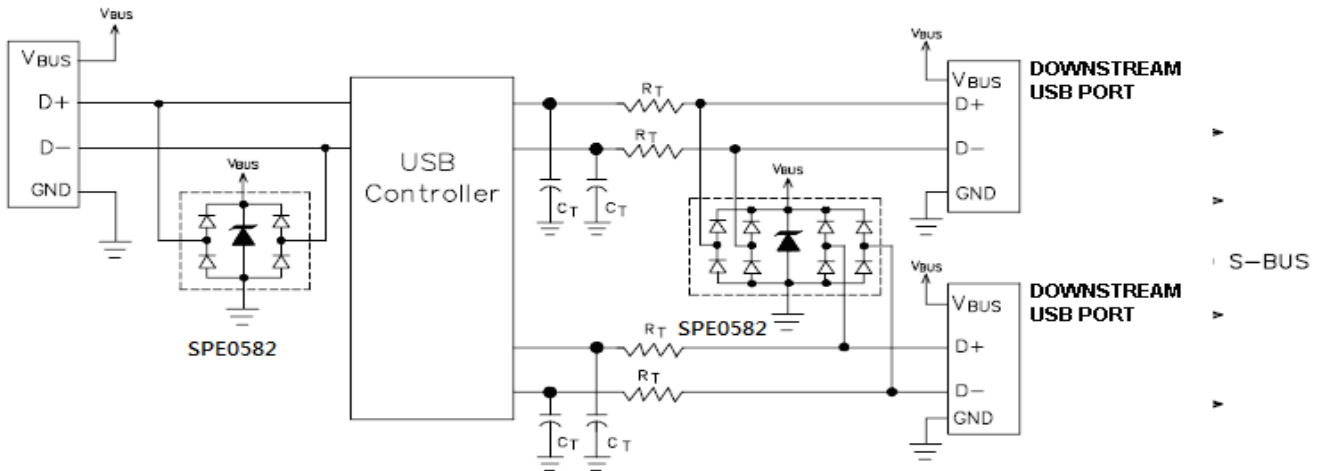 VBUS
VBUS
D+
D-
GND
VBUS
SPE0582
USB
Controller
RT
RT
CT
CT
VBUS
SPE0582
RT
RT
CT
CT
VBUS
VBUS
D+
D-
GND
DOWNSTREAM
USB PORT
VBUS
VBUS
D+
D-
GND
DOWNSTREAM
USB PORT
S-BUS